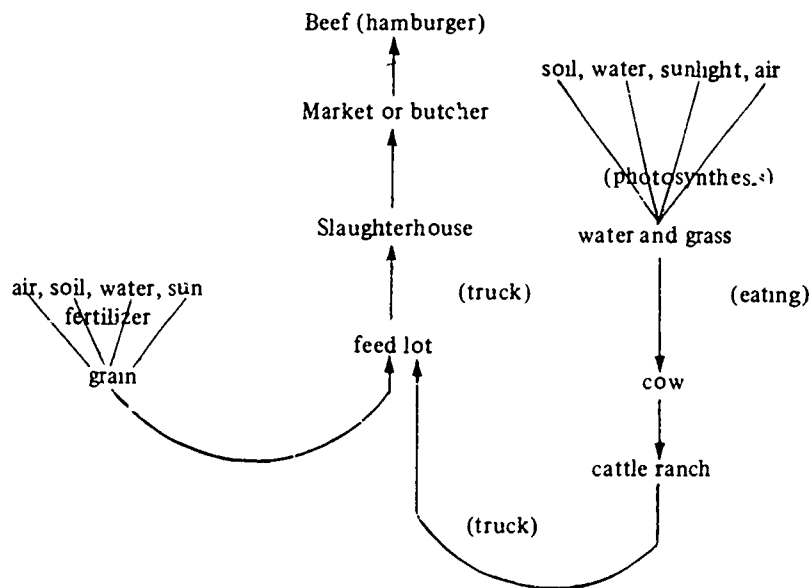 Beef (hamburger)
soil, water, sunlight, air
Market or butcher
(photosynthesis)
Slaughterhouse
water and grass
air, soil, water, sun
fertilizer
(truck)
(eating)
feed lot
grain
cow
cattle ranch
(truck)